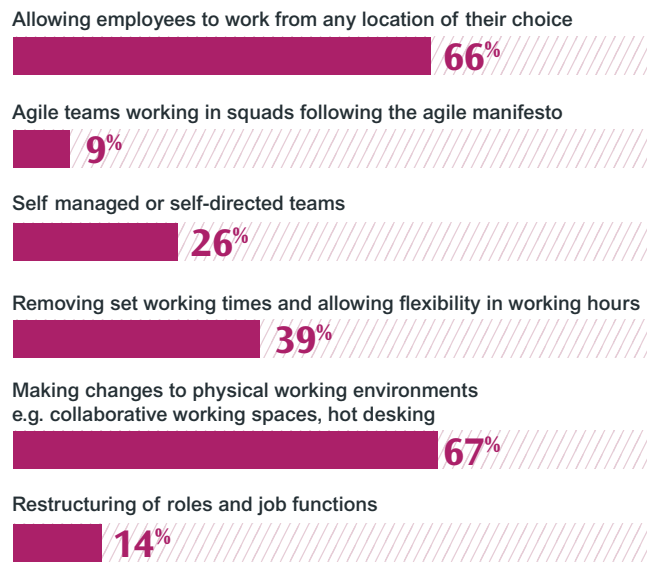 Allowing employees to work from any location of their choice
66%
Agile teams working in squads following the agile manifesto
9%
Self managed or self-directed teams
26%
Removing set working times and allowing flexibility in working hours
39%
Making changes to physical working environments
e.g. collaborative working spaces, hot desking
67%
Restructuring of roles and job functions
14%